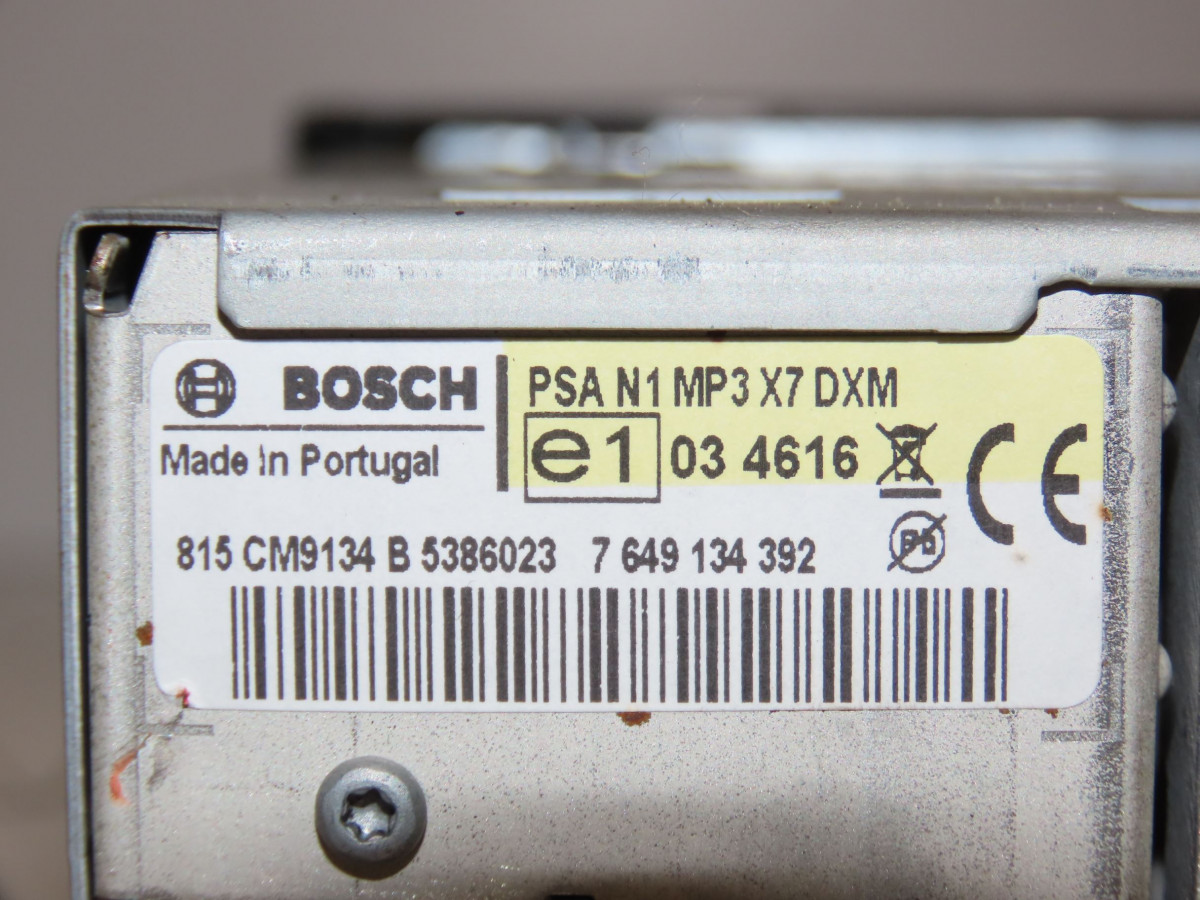 BOSCH
Made in Portugal
PSA N1 MP3 X7 DXM
e1 03 4616 CE
Pb
815 CM9134 B 5386023 7 649 134 392